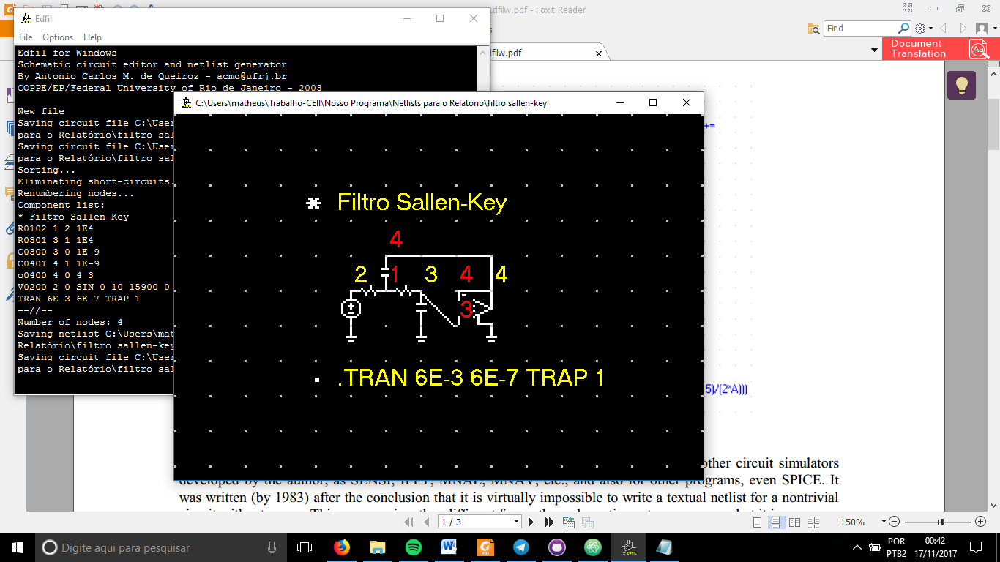 Edfil
Edfilw.pdf - Foxit Reader
File Options Help
Find
dfilw.pdf
Document
Translation
Edfil for Windows
Schematic circuit editor and netlist generator
By Antonio Carlos M. de Queiroz - acmq@ufrj.br
COPPE/EP/Federal University of Rio de Janeiro - 2003
New file
Saving circuit file C:\User
para o Relatório\filtro sal
Saving circuit file C:\User
para o Relatório\filtro sal
Sorting...
Eliminating short-circuits.
Renumbering nodes...
Component list:
* Filtro Sallen-Key
R0102 1 2 1E4
R0301 3 1 1E4
C0300 3 0 1E-9
C0401 4 1 1E-9
o0400 4 0 4 3
V0200 2 0 SIN 0 10 15900 0
TRAN 6E-3 6E-7 TRAP 1
--//--
Number of nodes: 4
Saving netlist C:\Users\mat
Relatório\filtro sallen-key
Saving circuit file C:\User
para o Relatório\filtro sal
C:\Users\matheus\Trabalho-CEII\Nosso Programa\Netlists para o Relatório\filtro sallen-key
+=
* Filtro Sallen-Key
4
2 1 3 4 4
3
.TRAN 6E-3 6E-7 TRAP 1
5)/(2*A)))
other circuit simulators
developed by the author, as SENSI, IFFT, MNAE, MNAV, etc., and also for other programs, even SPICE. It
was written (by 1983) after the conclusion that it is virtually impossible to write a textual netlist for a nontrivial
1 / 3
150%
Digite aqui para pesquisar
POR
PTB2
00:42
17/11/2017